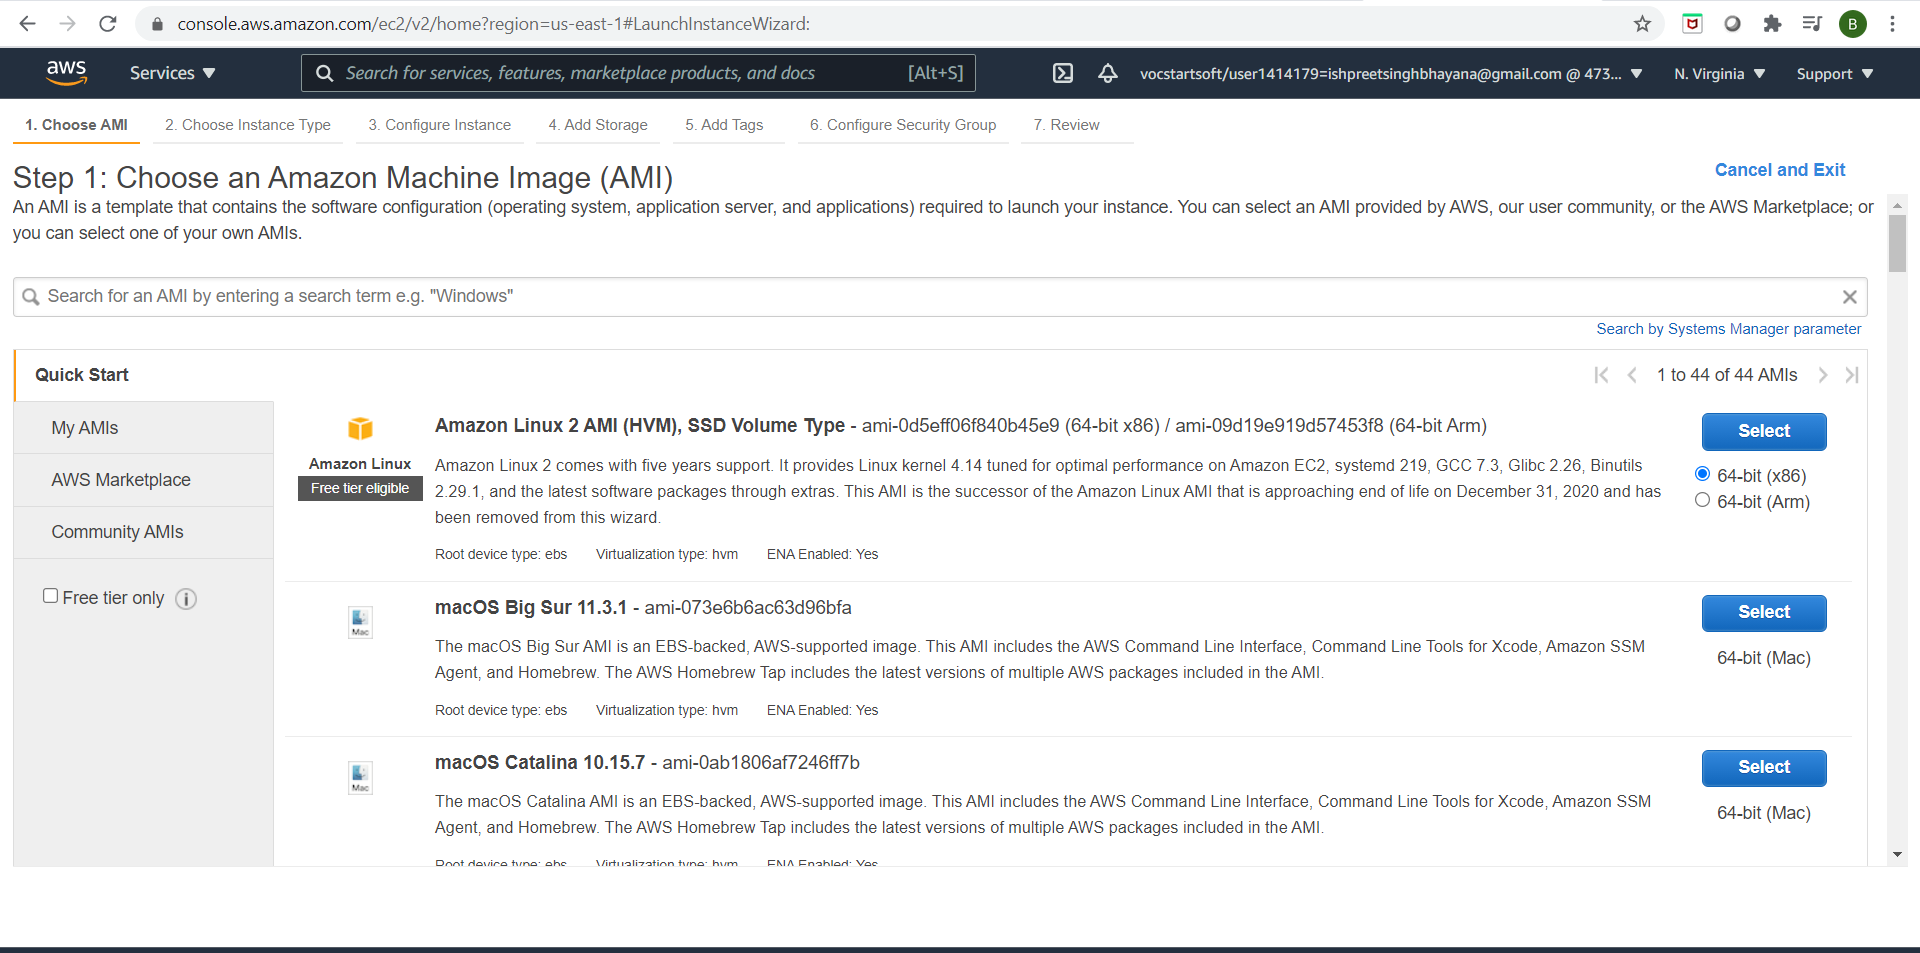 console.aws.amazon.com/ec2/v2/home?region=us-east-1#LaunchInstanceWizard:
B
aws
Services
Search for services, features, marketplace products, and docs
[Alt+S]
vocstartsoft/user1414179=ishpreetsinghbhayana@gmail.com @ 473...
N. Virginia
Support
1. Choose AMI
2. Choose Instance Type
3. Configure Instance
4. Add Storage
5. Add Tags
6. Configure Security Group
7. Review
Step 1: Choose an Amazon Machine Image (AMI)
Cancel and Exit
An AMI is a template that contains the software configuration (operating system, application server, and applications) required to launch your instance. You can select an AMI provided by AWS, our user community, or the AWS Marketplace; or
you can select one of your own AMIs.
Search for an AMI by entering a search term e.g. "Windows"
Search by Systems Manager parameter
Quick Start
1 to 44 of 44 AMIs
My AMIs
AWS Marketplace
Community AMIs
Free tier only
i
Amazon Linux
Free tier eligible
Amazon Linux 2 AMI (HVM), SSD Volume Type - ami-0d5eff06f840b45e9 (64-bit x86) / ami-09d19e919d57453f8 (64-bit Arm)
Amazon Linux 2 comes with five years support. It provides Linux kernel 4.14 tuned for optimal performance on Amazon EC2, systemd 219, GCC 7.3, Glibc 2.26, Binutils
2.29.1, and the latest software packages through extras. This AMI is the successor of the Amazon Linux AMI that is approaching end of life on December 31, 2020 and has
been removed from this wizard.
Root device type: ebs
Virtualization type: hvm
ENA Enabled: Yes
Select
64-bit (x86)
64-bit (Arm)
Mac
macOS Big Sur 11.3.1 - ami-073e6b6ac63d96bfa
The macOS Big Sur AMI is an EBS-backed, AWS-supported image. This AMI includes the AWS Command Line Interface, Command Line Tools for Xcode, Amazon SSM
Agent, and Homebrew. The AWS Homebrew Tap includes the latest versions of multiple AWS packages included in the AMI.
Root device type: ebs
Virtualization type: hvm
ENA Enabled: Yes
Select
64-bit (Mac)
Mac
macOS Catalina 10.15.7 - ami-0ab1806af7246ff7b
The macOS Catalina AMI is an EBS-backed, AWS-supported image. This AMI includes the AWS Command Line Interface, Command Line Tools for Xcode, Amazon SSM
Agent, and Homebrew. The AWS Homebrew Tap includes the latest versions of multiple AWS packages included in the AMI.
Root device type: ebs
Virtualization type: hvm
ENA Enabled: Yes
Select
64-bit (Mac)